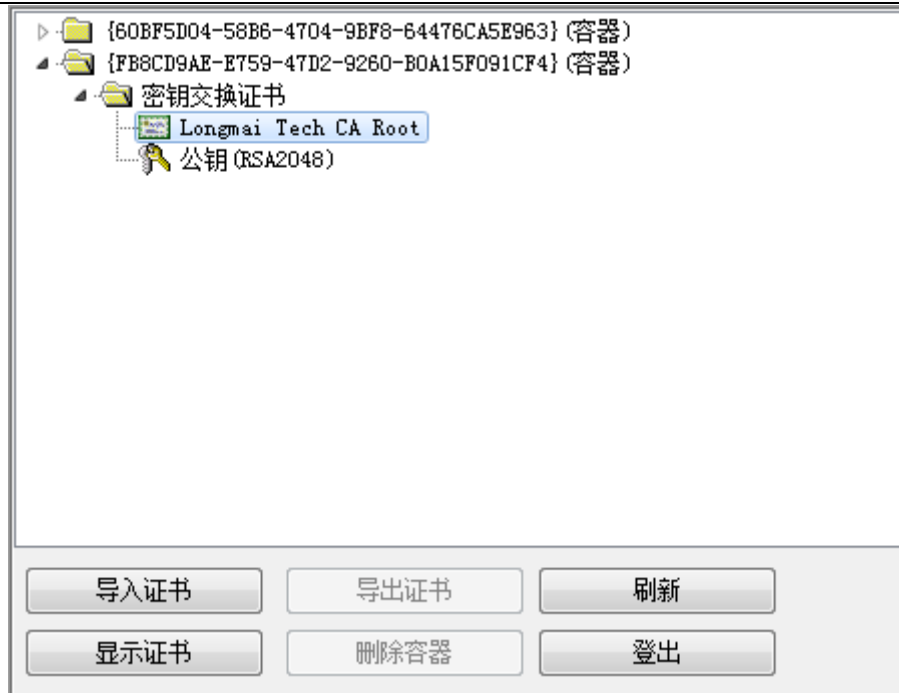 {60BF5D04-58B6-4704-9BF8-64476CA5E963}(容器)
{FB8CD9AE-E759-47D2-9260-B0A15F091CF4}(容器)
密钥交换证书
Longmai Tech CA Root
公钥(RSA2048)
导入证书 导出证书 刷新
显示证书 删除容器 登出